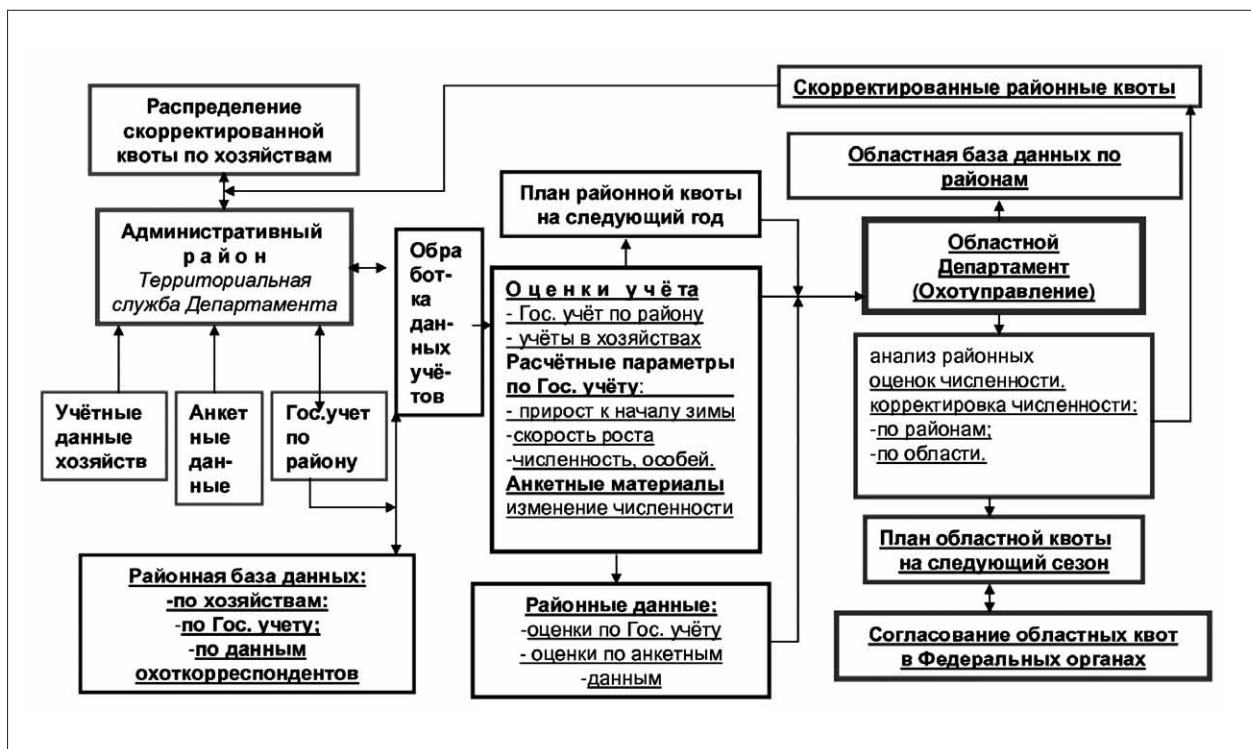 Распределение
скорректированной
квоты по хозяйствам
Скорректированные районные квоты
Областная база данных по
районам
План районной квоты
на следующий год
Административный
р а й о н
Территориальная
служба Департамента
Обра
бот-
ка
дан-
ных
учё-
тов
О ц е н к и у ч ё т а
- Гос. учёт по району
- учёты в хозяйствах
Расчётные параметры
по Гос. учёту:
- прирост к началу зимы
-скорость роста
-численность, особей.
Анкетные материалы
изменение численности
Областной
Департамент
(Охотуправление)
анализ районных
оценок численности.
корректировка численности:
-по районам;
-по области.
Учётные
данные
хозяйств
Анкет
ные
дан-
ные
Гос.учет
по
району
Районная база данных:
-по хозяйствам:
-по Гос. учету;
-по данным
охоткорреспондентов
Районные данные:
-оценки по Гос. учёту
- оценки по анкетным
-данным
План областной квоты
на следующий сезон
Согласование областных квот
в Федеральных органах